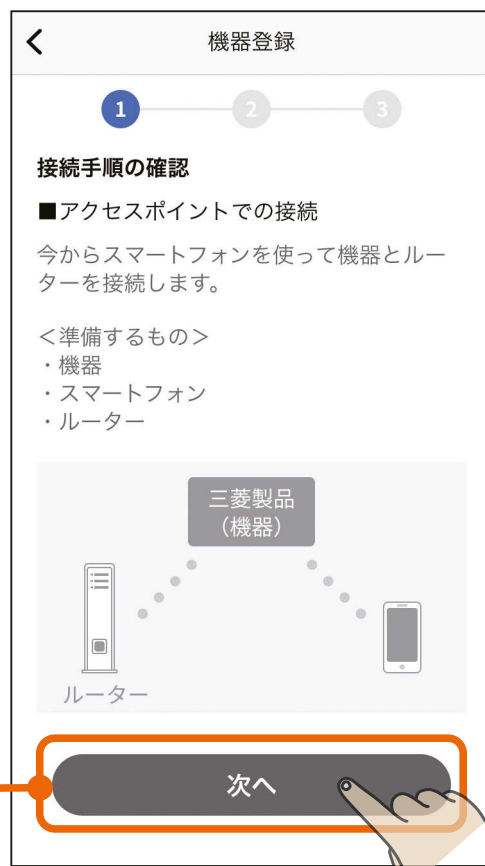 機器登録
1 2 3
接続手順の確認
■アクセスポイントでの接続
今からスマートフォンを使って機器とルー
ターを接続します。
＜準備するもの＞
・機器
・スマートフォン
・ルーター
三菱製品
（機器）
ルーター
次へ